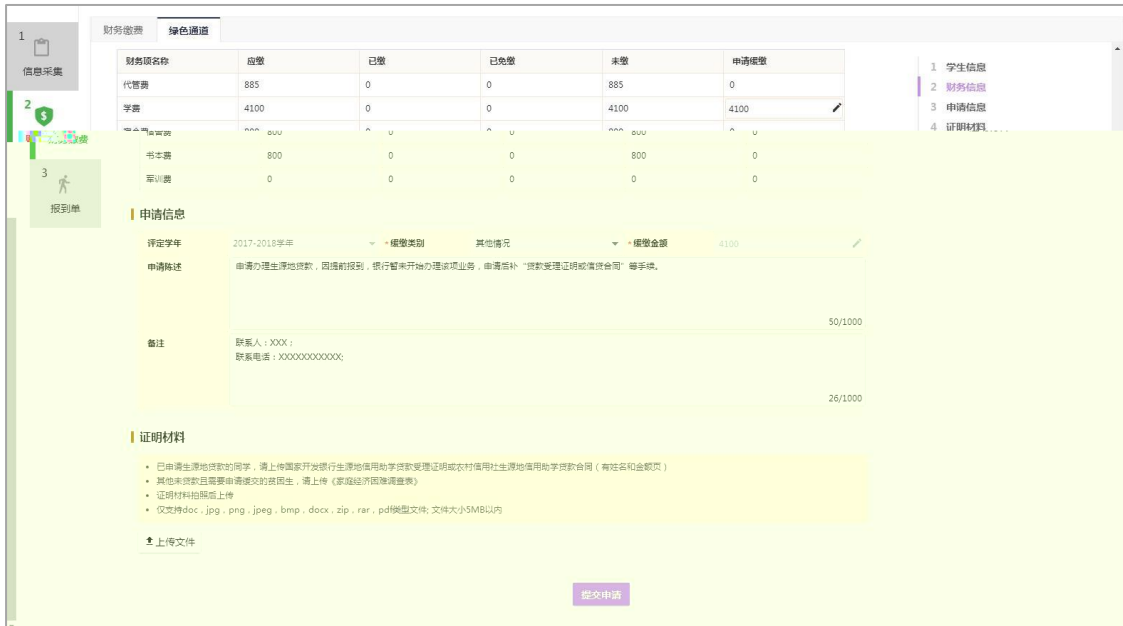 财务缴费 绿色通道
1
信息采集
2
3
报到单
财务项名称 应缴 已缴 已免缴 未缴 申请缓缴
代管费 885 0 0 885 0
学费 4100 0 0 4100 4100
书本费 800 0 0 800 0
军训费 0 0 0 0 0
1 学生信息
2 财务信息
3 申请信息
4 证明材料
申请信息
评定学年 2017-2018学年 *缓缴类别 其他情况 *缓缴金额 4100
申请陈述 申请办理生源地贷款，因提前报到，银行暂未开始办理该项业务，申请后补“贷款受理证明或信贷合同”等手续。
50/1000
备注 联系人：XXX；
联系电话：XXXXXXXXXXX;
26/1000
证明材料
• 已申请生源地贷款的同学，请上传国家开发银行生源地信用助学贷款受理证明或农村信用社生源地信用助学贷款合同（有姓名和金额页）
• 其他未贷款且需要申请缓交的贫困生，请上传《家庭经济困难调查表》
• 证明材料拍照后上传
• 仅支持doc，jpg，png，jpeg，bmp，docx，zip，rar，pdf类型文件; 文件大小5MB以内
上传文件
提交申请